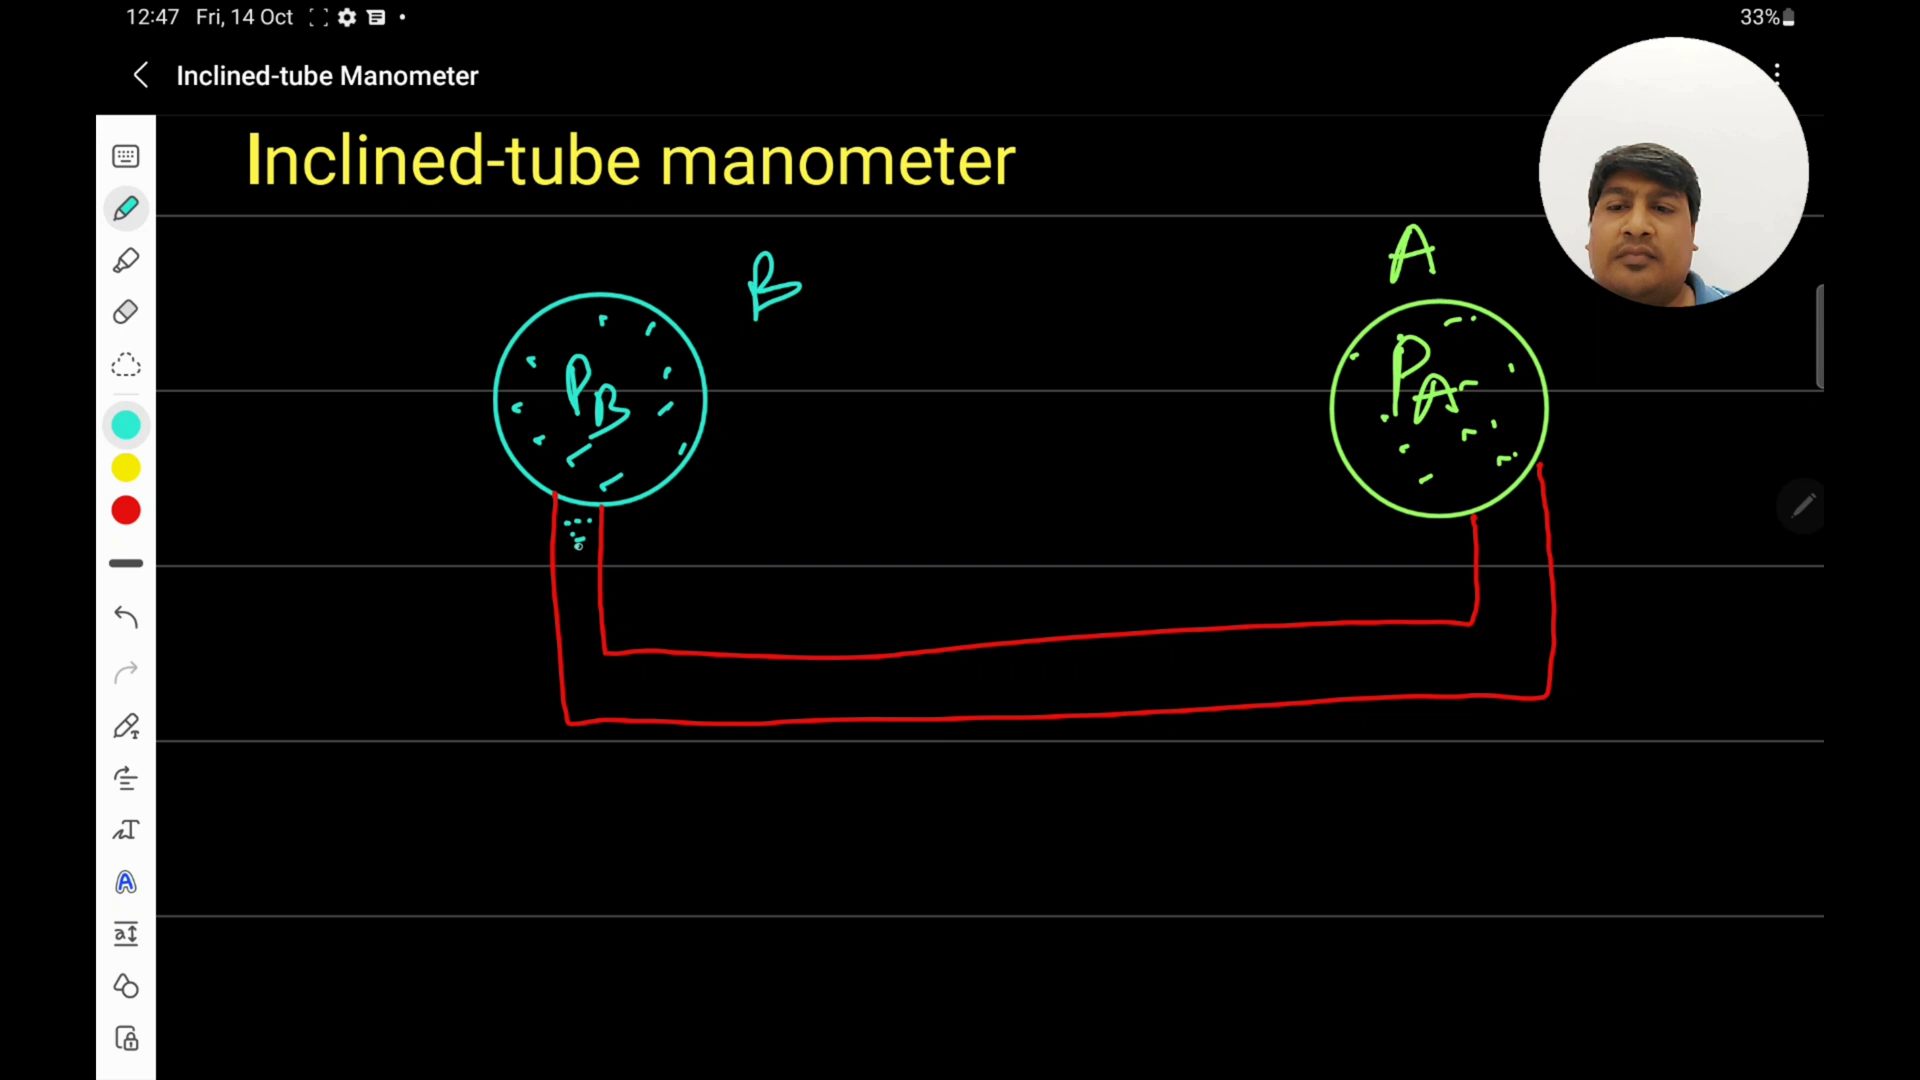 12:47 Fri, 14 Oct 33%
Inclined-tube Manometer
Inclined-tube manometer
B
A
PB
PA